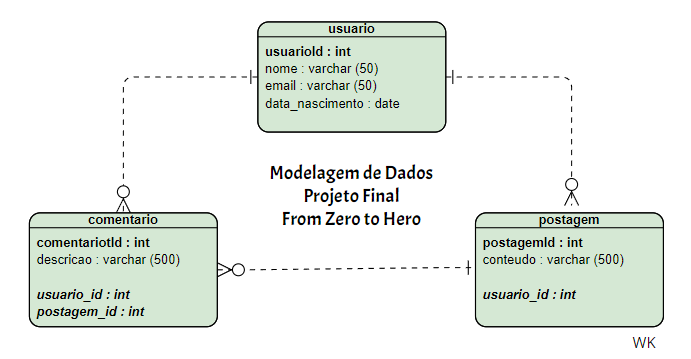 usuario
usuarioId : int
nome : varchar (50)
email : varchar (50)
data_nascimento : date
Modelagem de Dados
Projeto Final
From Zero to Hero
comentario
comentariotId : int
descricao : varchar (500)
usuario_id : int
postagem_id : int
postagem
postagemId : int
conteudo : varchar (500)
usuario_id : int
WK